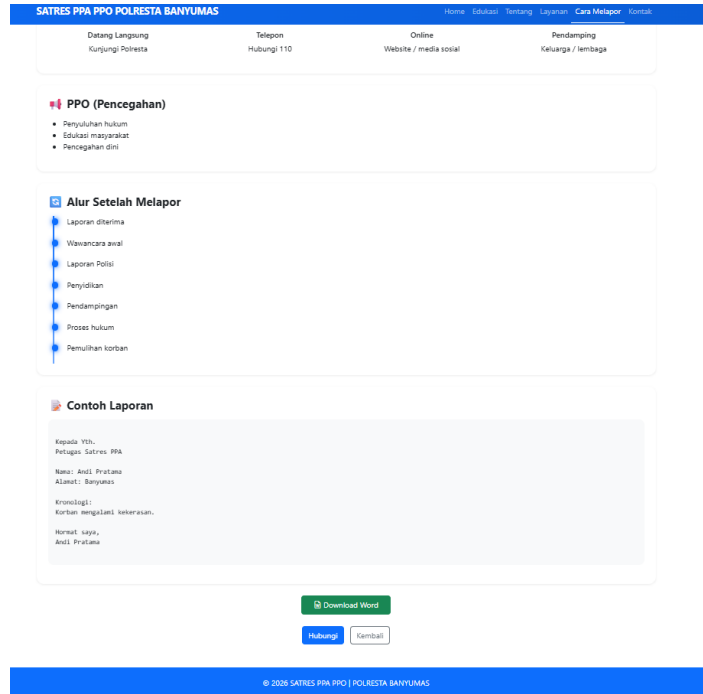 SATRES PPA PPO POLRESTA BANYUMAS
Home Edukasi Tentang Layanan Cara Melapor Kontak
Datang Langsung Telepon Online Pendamping
Kunjungi Polresta Hubungi 110 Website / media sosial Keluarga / lembaga
PPO (Pencegahan)
Penyuluhan hukum
Edukasi masyarakat
Pencegahan dini
Alur Setelah Melapor
Laporan diterima
Wawancara awal
Laporan Polisi
Penyidikan
Pendampingan
Proses hukum
Pemulihan korban
Contoh Laporan
Kepada Yth.
Petugas Satres PPA
Nama: Andi Pratama
Alamat: Banyumas
Kronologi:
Korban mengalami kekerasan.
Hormat saya,
Andi Pratama
Download Word
Hubungi Kembali
© 2026 SATRES PPA PPO | POLRESTA BANYUMAS